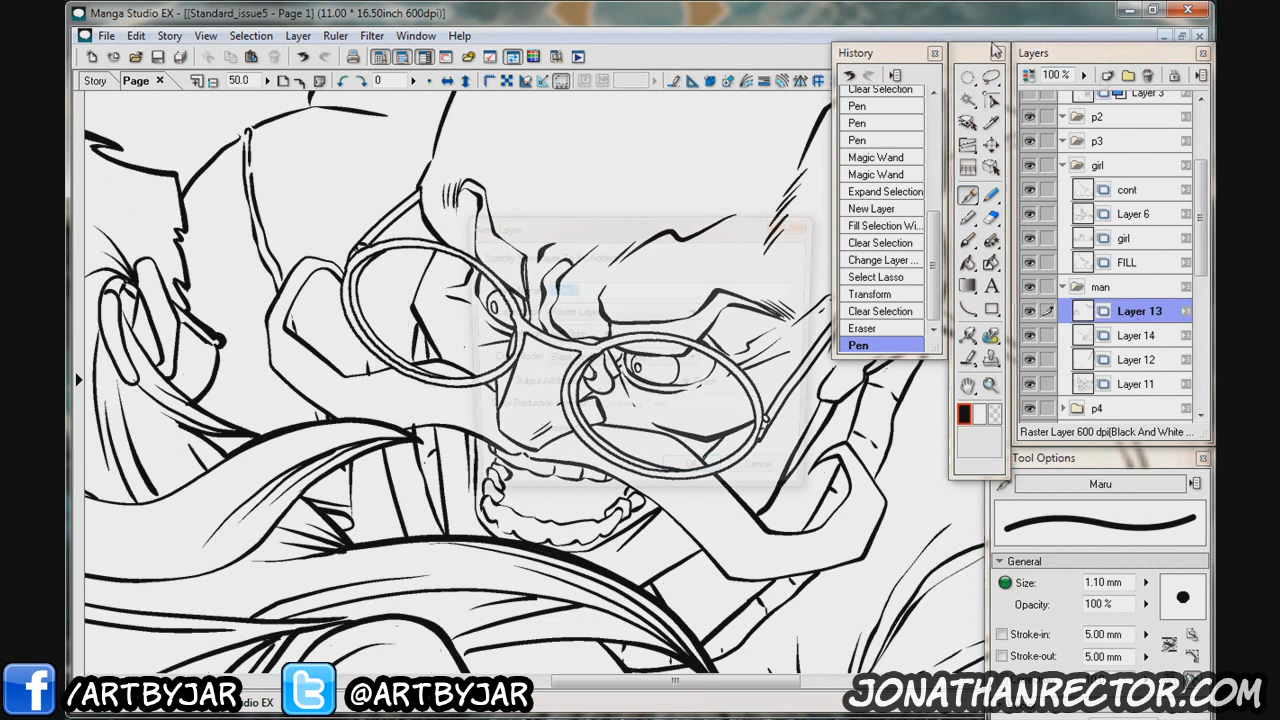 Manga Studio EX - [[Standard_issue5 - Page 1] (11.00 * 16.50inch 600dpi)]
File Edit Story View Selection Layer Ruler Filter Window Help
Story Page 50.0 0
History
Clear Selection
Pen
Pen
Pen
Magic Wand
Magic Wand
Expand Selection
New Layer
Fill Selection Wi...
Clear Selection
Change Layer ...
Select Lasso
Transform
Clear Selection
Eraser
Pen
Layers
100 %
Layer 3
p2
p3
girl
cont
Layer 6
girl
FILL
man
Layer 13
Layer 14
Layer 12
Layer 11
p4
Raster Layer 600 dpi(Black And White ...
Tool Options
Maru
General
Size: 1.10 mm
Opacity: 100 %
Stroke-in: 5.00 mm
Stroke-out: 5.00 mm
dio EX
/ARTBYJAR
@ARTBYJAR
JONATHANRECTOR.COM